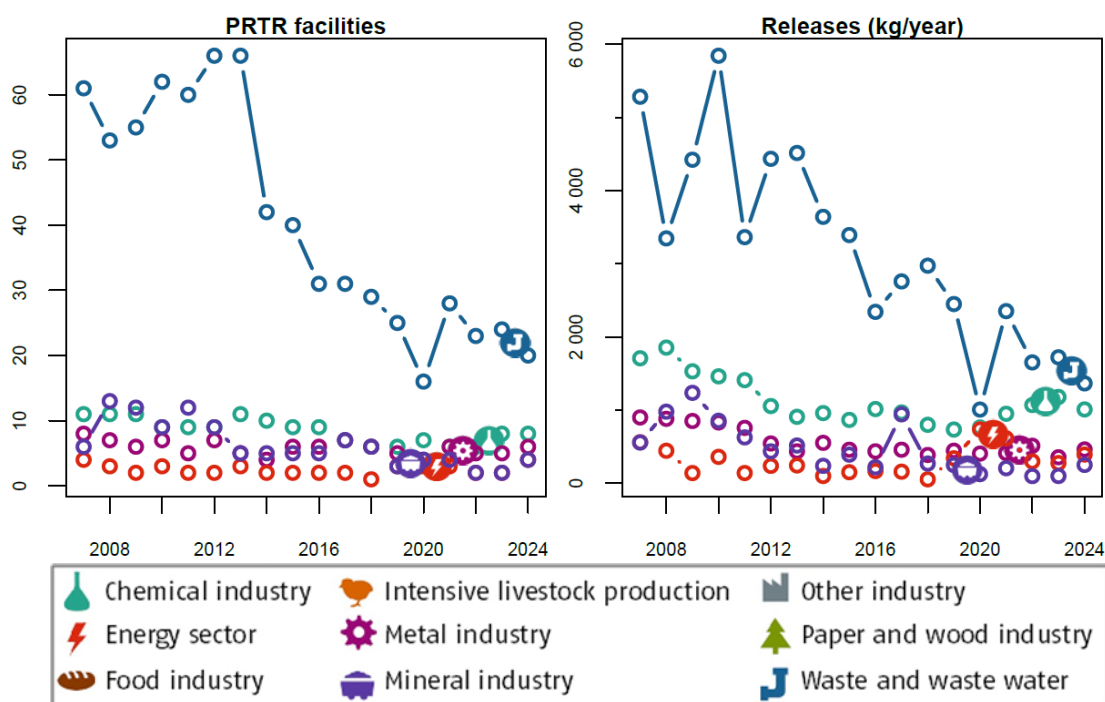 PRTR facilities
Releases (kg/year)
60
50
40
30
20
10
0
6 000
4 000
2 000
0
2008 2012 2016 2020 2024
2008 2012 2016 2020 2024
Chemical industry Intensive livestock production Other industry
Energy sector Metal industry Paper and wood industry
Food industry Mineral industry Waste and waste water